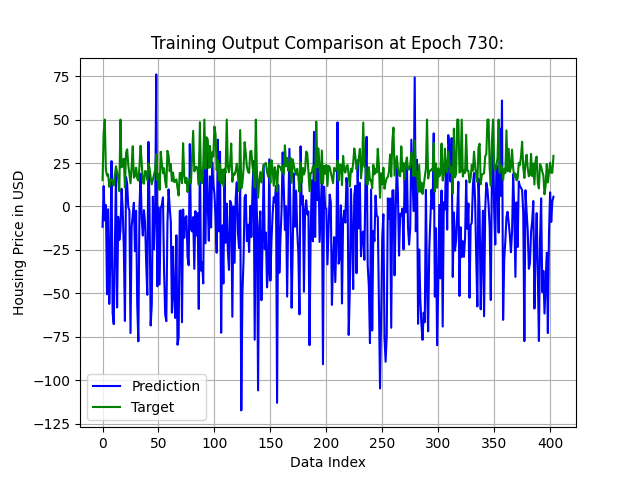 Training Output Comparison at Epoch 730:
Housing Price in USD
75
50
25
0
−25
−50
−75
−100
−125
Prediction
Target
0 50 100 150 200 250 300 350 400
Data Index